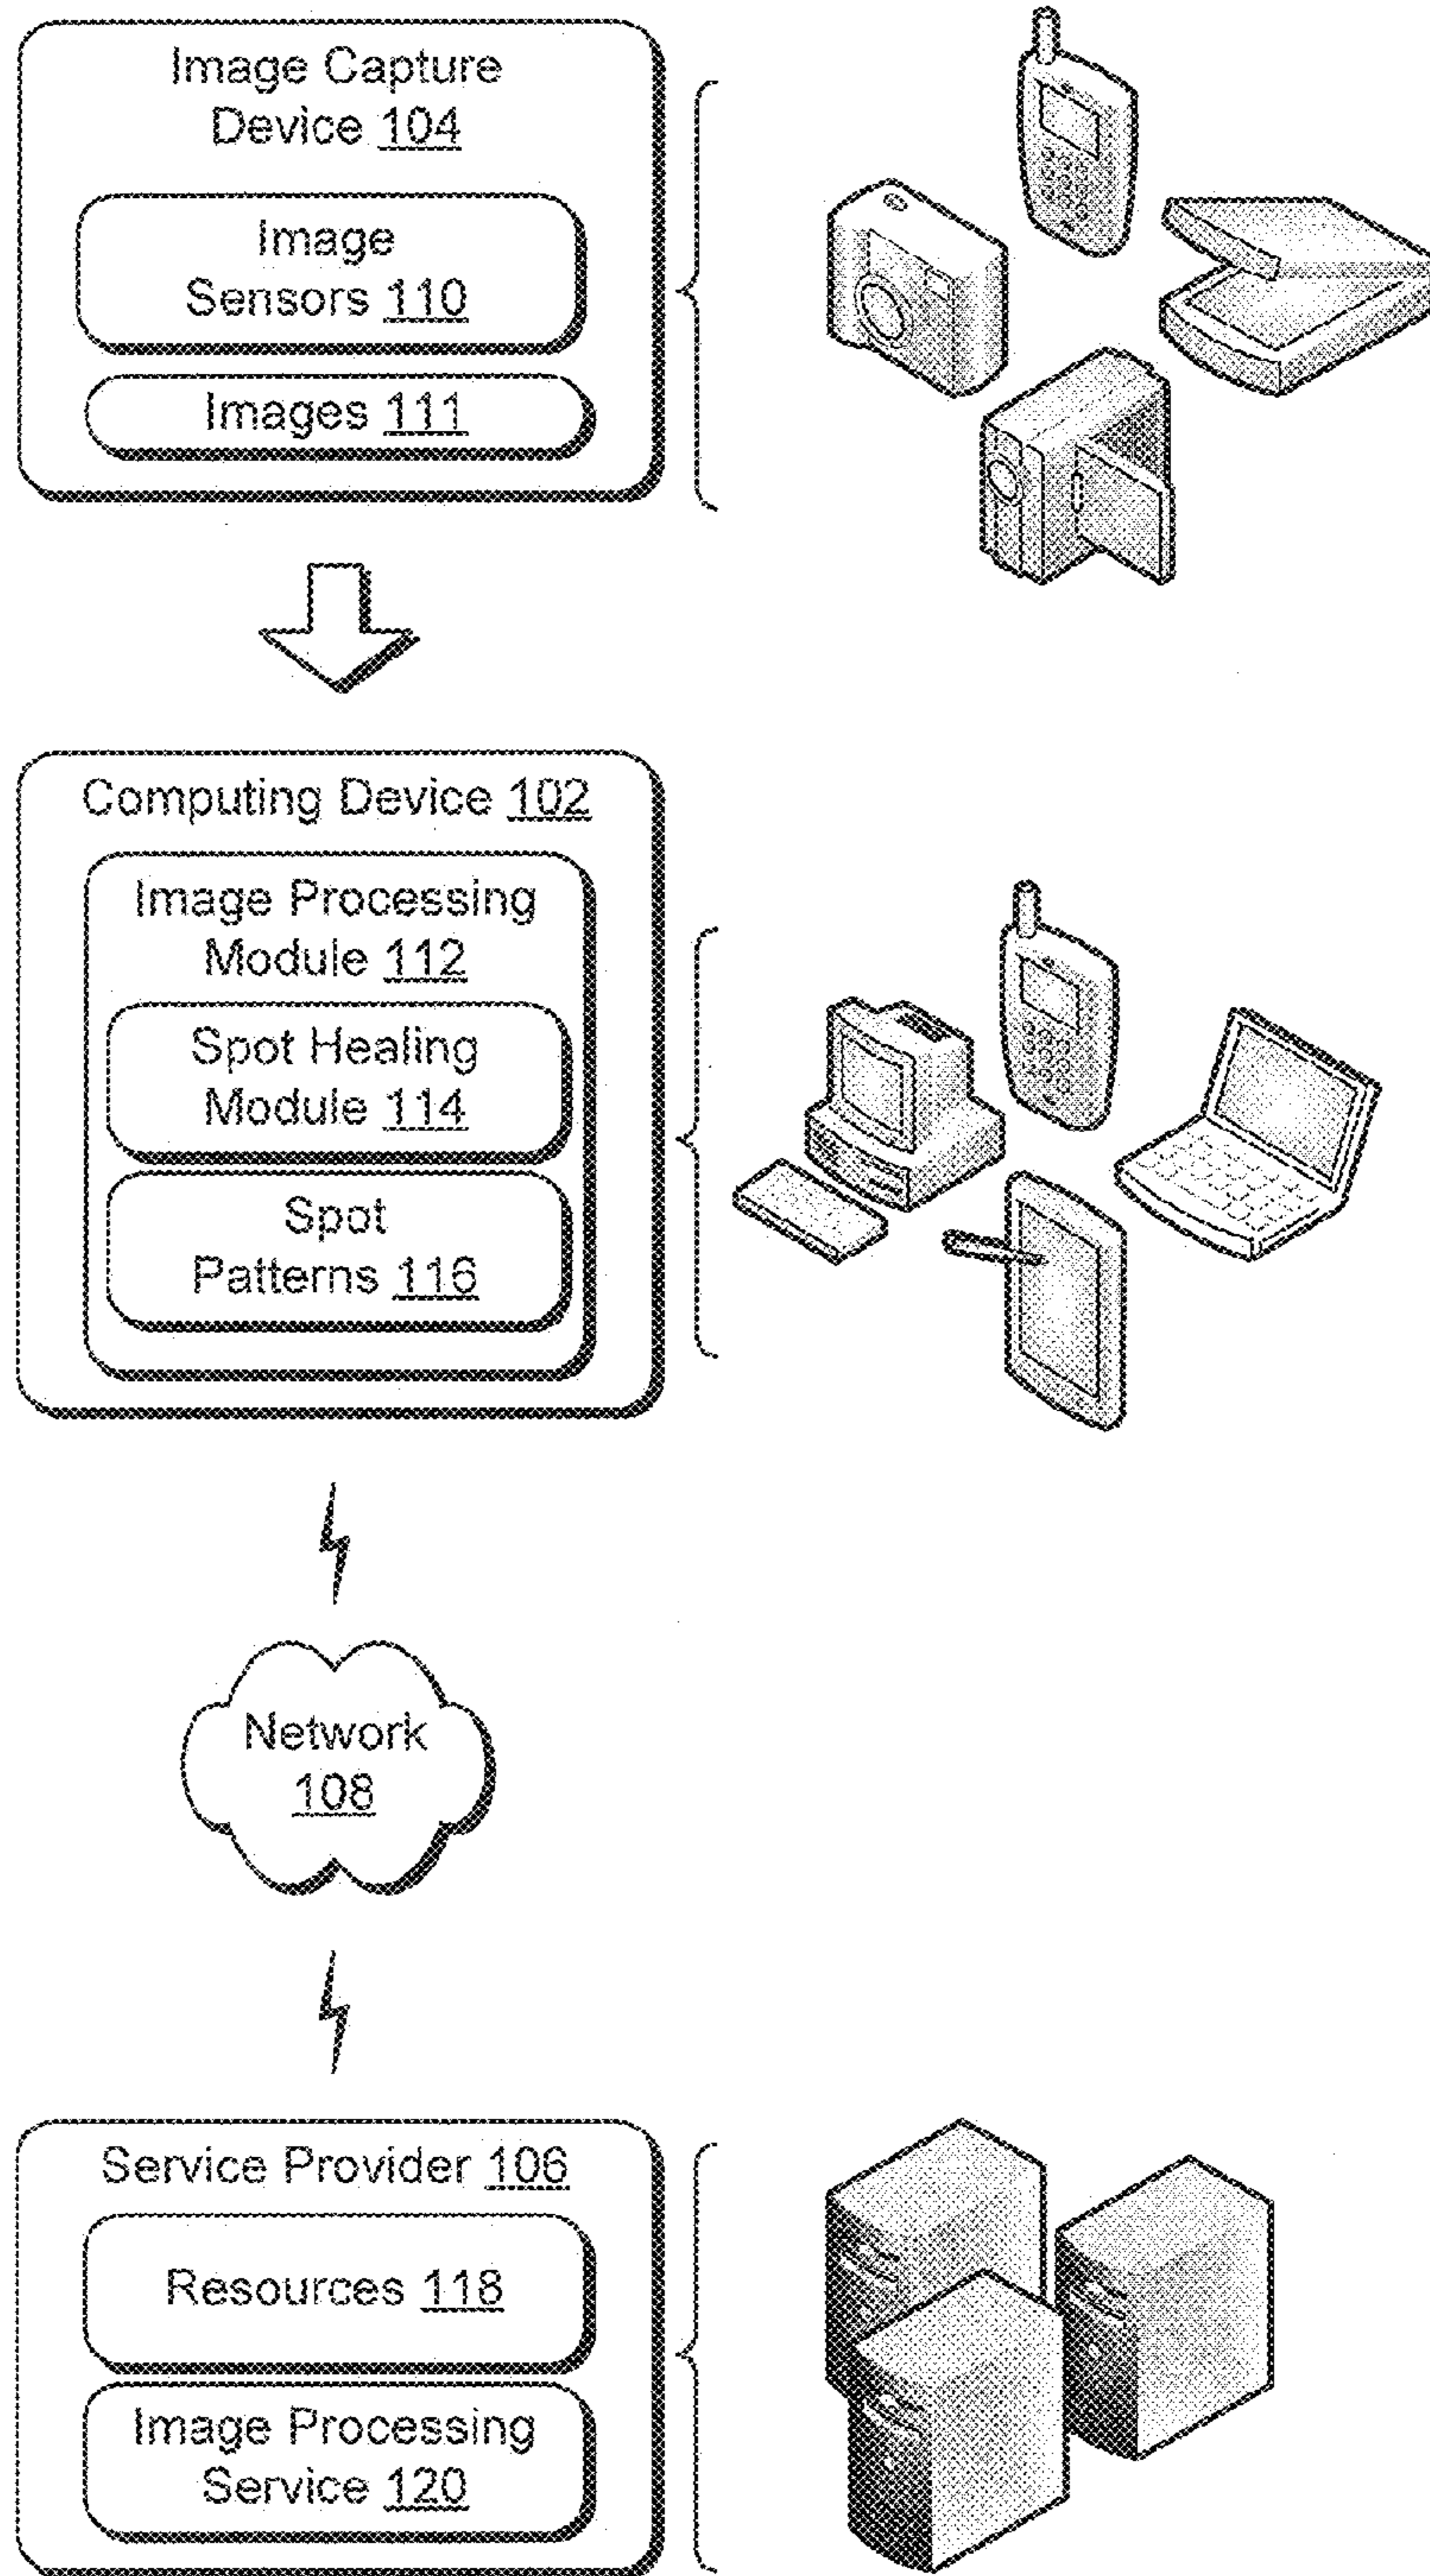 Image Capture
Device 104
Image
Sensors 110
Images 111
Computing Device 102
Image Processing
Module 112
Spot Healing
Module 114
Spot
Patterns 116
Network
108
Service Provider 106
Resources 118
Image Processing
Service 120